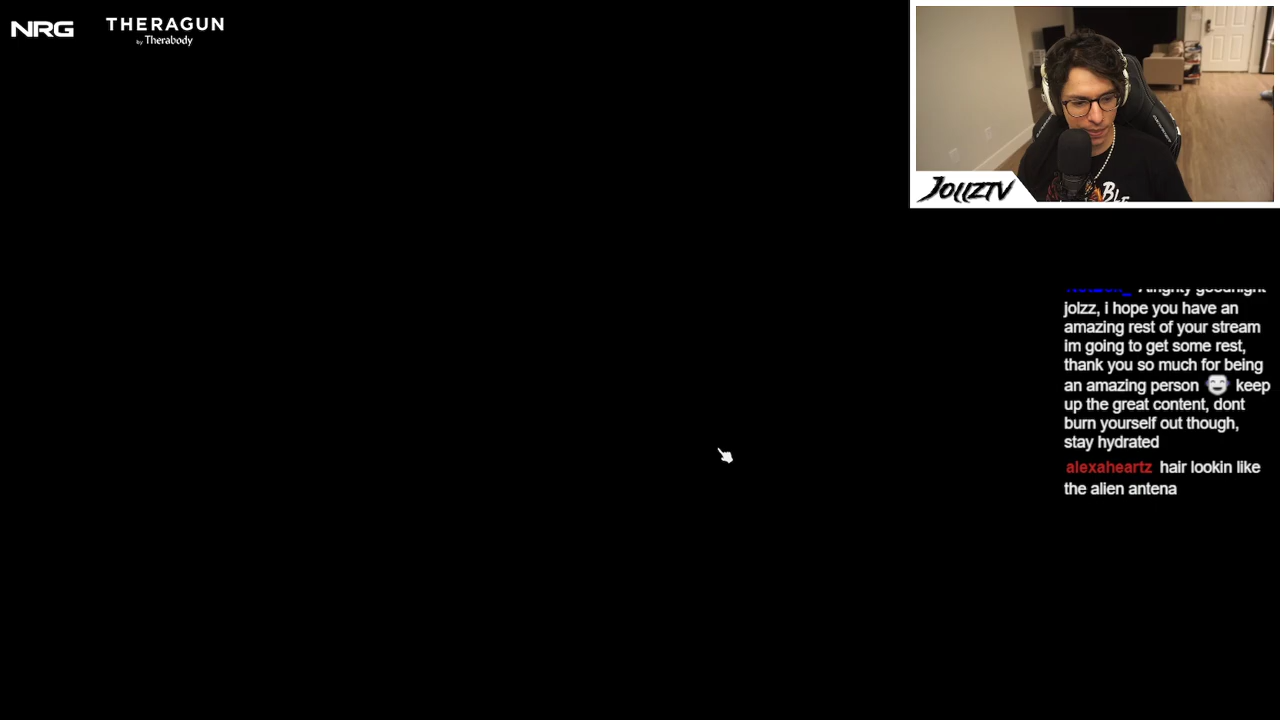 NRG
THERAGUN
by Therabody
JOLLZTV
Alrighty goodnight
jolzz, i hope you have an
amazing rest of your stream
im going to get some rest,
thank you so much for being
an amazing person keep
up the great content, dont
burn yourself out though,
stay hydrated
alexaheartz hair lookin like
the alien antena